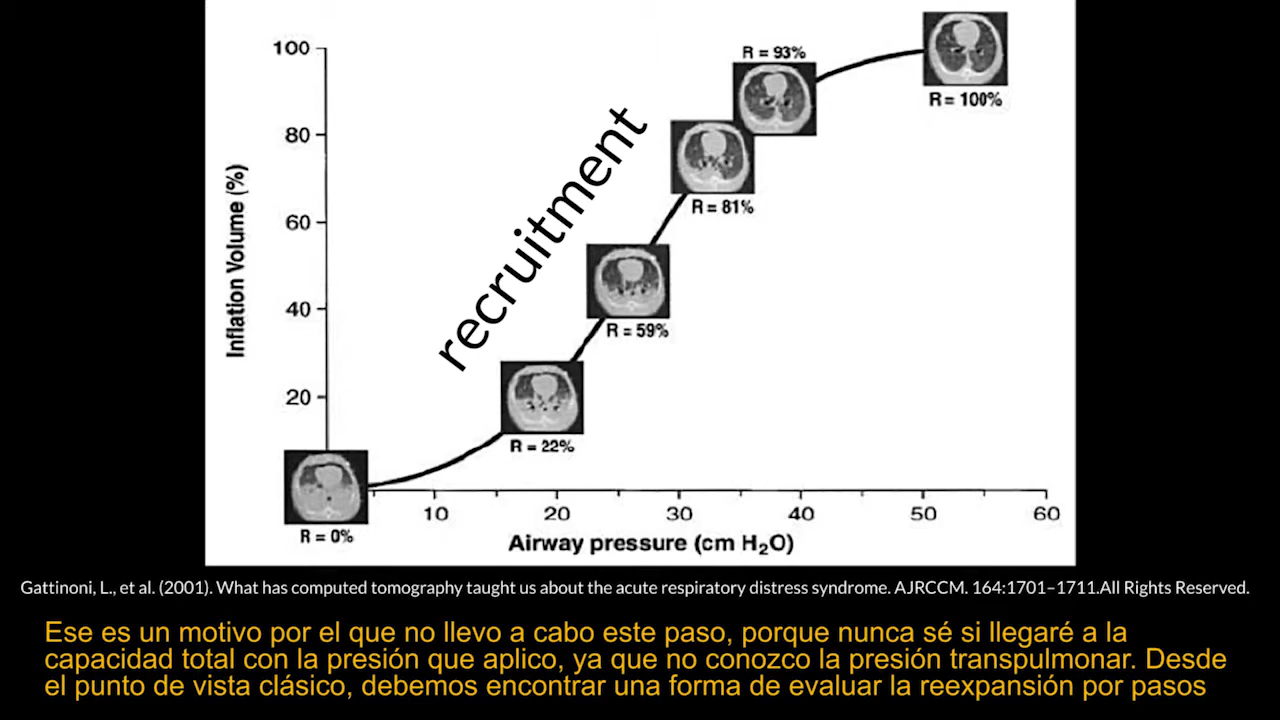 100
R = 93%
R = 100%
80
R = 81%
recruitment
Inflation Volume (%)
60
40
R = 59%
20
R = 22%
R = 0%
10 20 30 40 50 60
Airway pressure (cm H₂O)
Gattinoni, L., et al. (2001). What has computed tomography taught us about the acute respiratory distress syndrome. AJRCCM. 164:1701–1711.All Rights Reserved.
Ese es un motivo por el que no llevo a cabo este paso, porque nunca sé si llegaré a la
capacidad total con la presión que aplico, ya que no conozco la presión transpulmonar. Desde
el punto de vista clásico, debemos encontrar una forma de evaluar la reexpansión por pasos